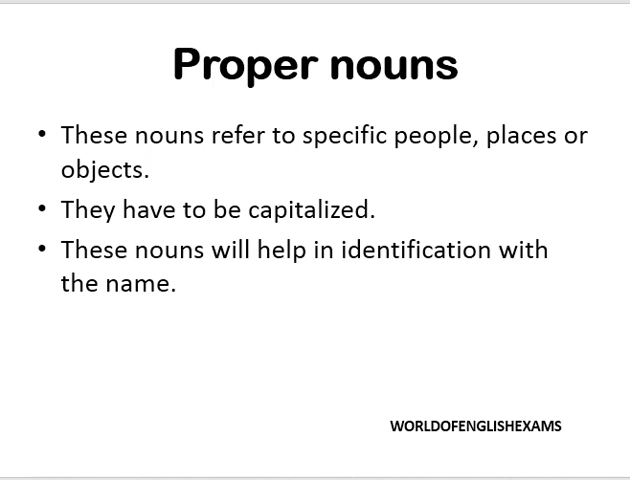 Proper nouns
• These nouns refer to specific people, places or
objects.
• They have to be capitalized.
• These nouns will help in identification with
the name.
WORLDOFENGLISHEXAMS